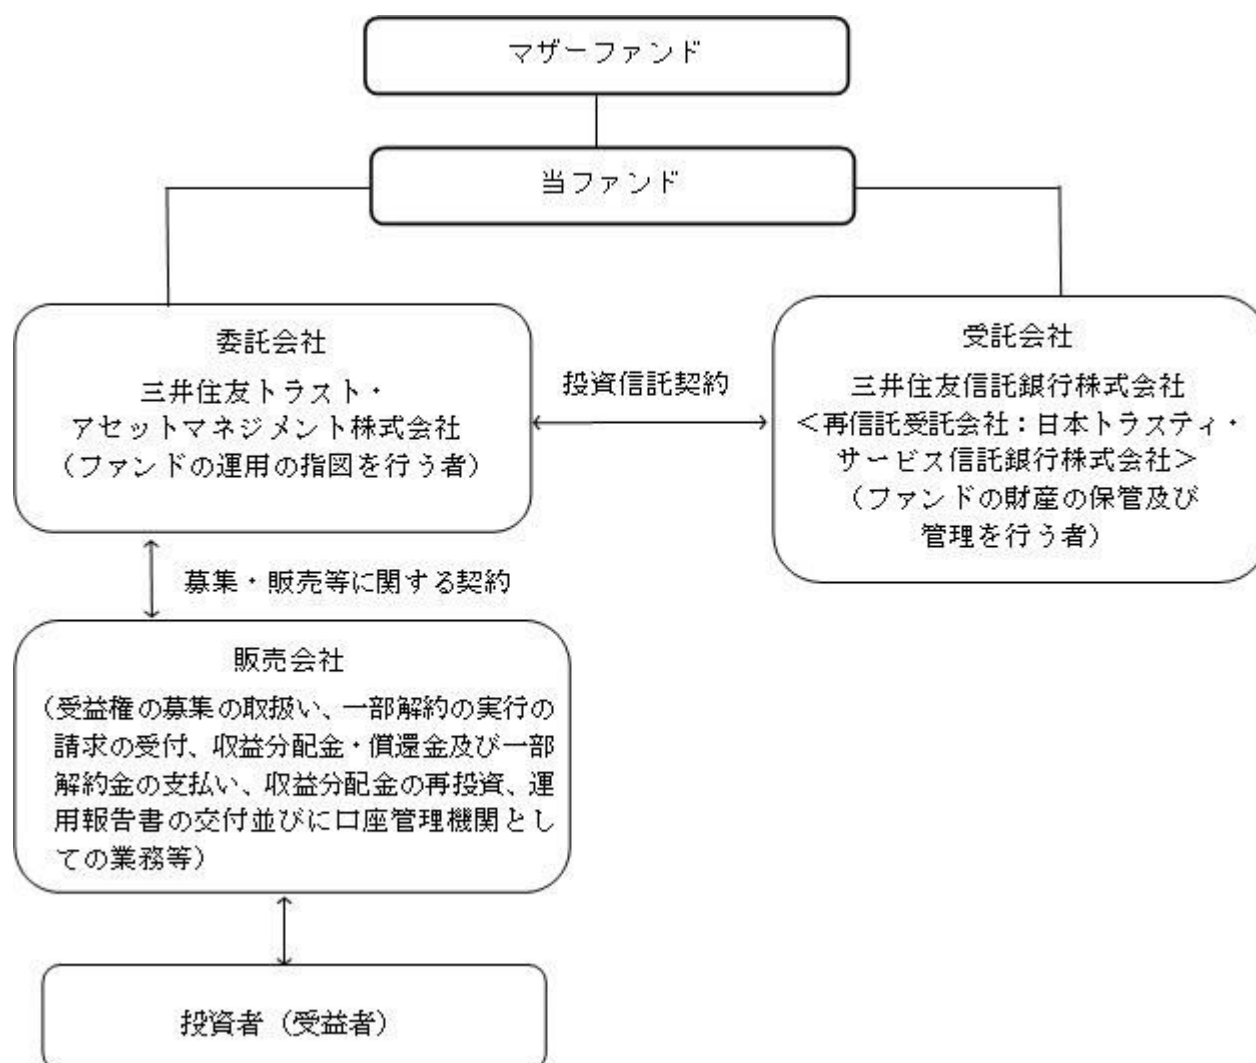 マザーファンド
当ファンド
委託会社
三井住友トラスト・
アセットマネジメント株式会社
（ファンドの運用の指図を行う者）
投資信託契約
受託会社
三井住友信託銀行株式会社
＜再信託受託会社：日本トラスティ・
サービス信託銀行株式会社＞
（ファンドの財産の保管及び
管理を行う者）
募集・販売等に関する契約
販売会社
（受益権の募集の取扱い、一部解約の実行の
請求の受付、収益分配金・償還金及び一部
解約金の支払い、収益分配金の再投資、運
用報告書の交付並びに口座管理機関とし
ての業務等）
投資者（受益者）